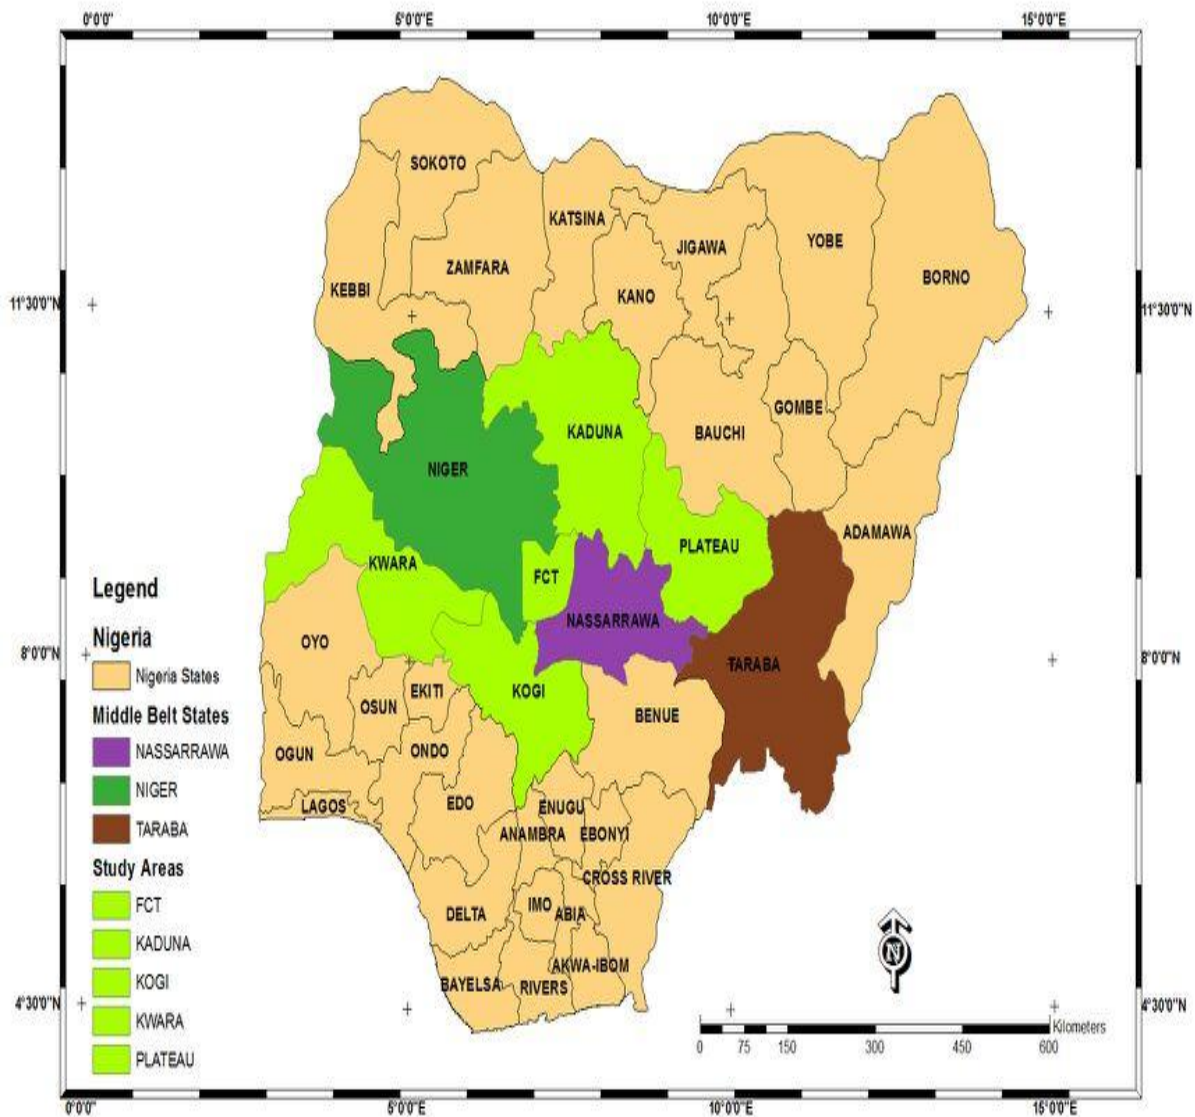 0°0'0"
5°0'0"E
10°0'0"E
15°0'0"E
SOKOTO
KATSINA
JIGAWA
YOBE
ZAMFARA
BORNO
KEBBI
KANO
11°30'0"N
11°30'0"N
GOMBE
KADUNA
BAUCHI
NIGER
ADAMAWA
PLATEAU
KWARA
FCT
NASSARRAWA
OYO
8°0'0"N
8°0'0"N
TARABA
KOGI
EKITI
OSUN
BENUE
OGUN
ONDO
LAGOS
EDO
ENUGU
ANAMBRA
EBONYI
CROSS RIVER
IMO
DELTA
ABIA
AKWA-IBOM
BAYELSA
RIVERS
4°30'0"N
4°30'0"N
Legend
Nigeria
Nigeria States
Middle Belt States
NASSARRAWA
NIGER
TARABA
Study Areas
FCT
KADUNA
KOGI
KWARA
PLATEAU
N
Kilometers
0 75 150 300 450 600
0°0'0"
5°0'0"E
10°0'0"E
15°0'0"E